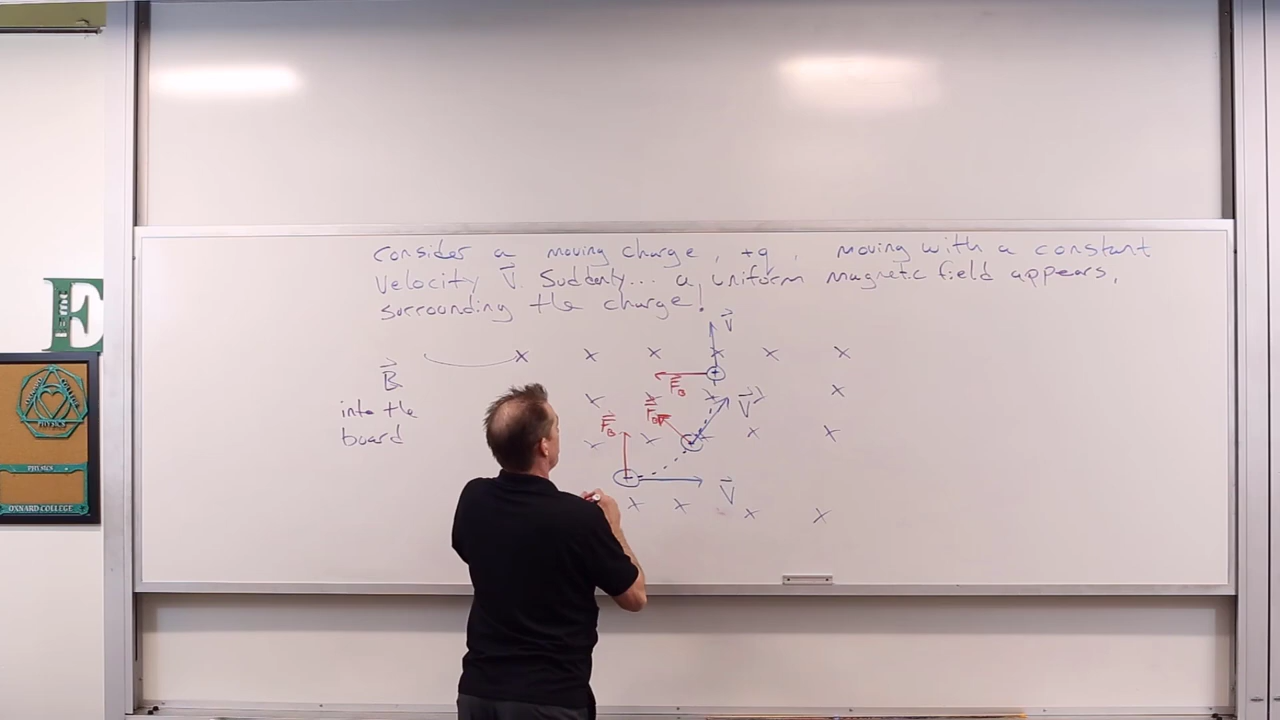 Consider a moving charge, +q, moving with a constant
velocity V. Suddenly... a uniform magnetic field appears,
surrounding the charge!
V
B
into the
board
F_B
V
F_B
F_B
V
E
PHYSICS
PHYSICS
OXNARD COLLEGE